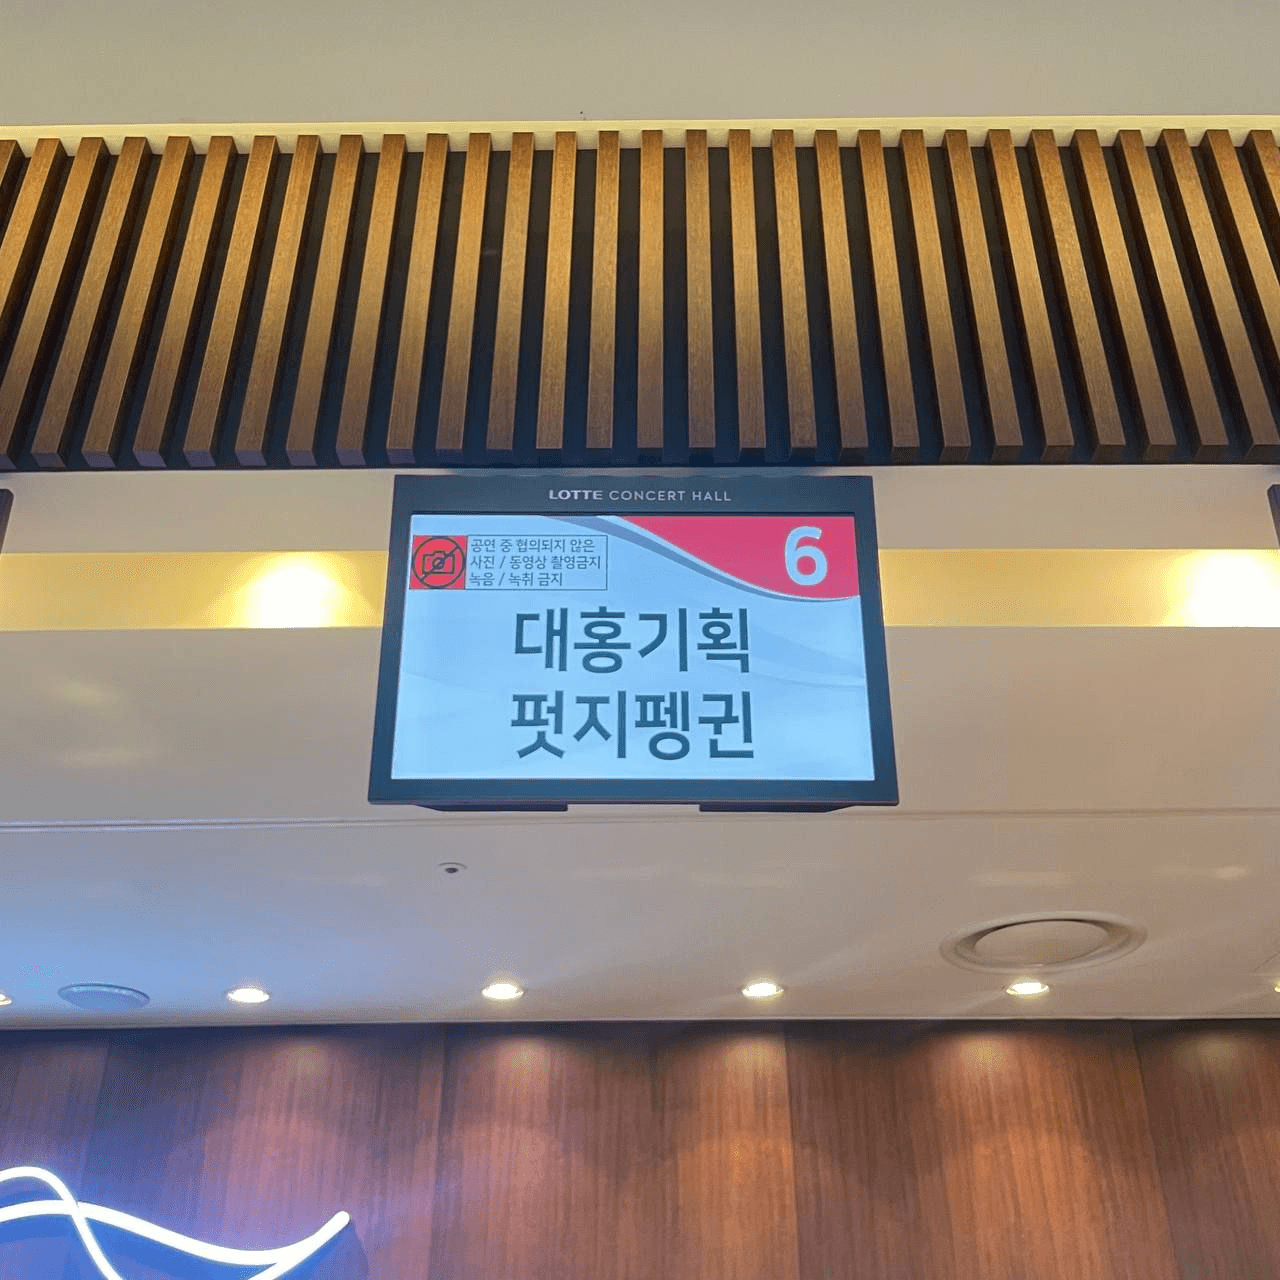 LOTTE CONCERT HALL
6
공연 중 협의되지 않은
사진 / 동영상 촬영금지
녹음 / 녹취 금지
대홍기획
펏지펭귄